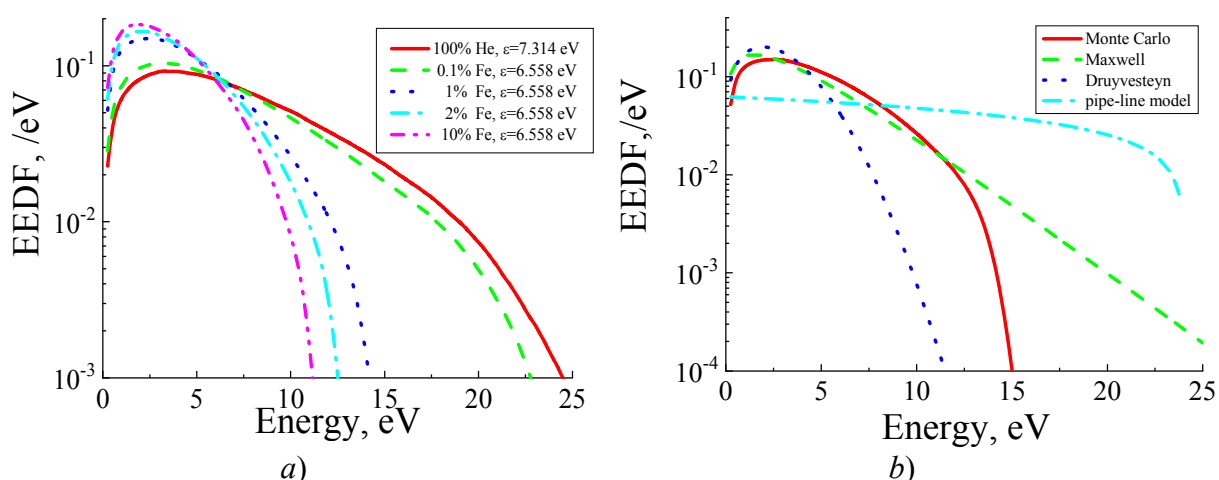 EEDF, /eV
10^-1
10^-2
10^-3
100% He, ε=7.314 eV
0.1% Fe, ε=6.558 eV
1% Fe, ε=6.558 eV
2% Fe, ε=6.558 eV
10% Fe, ε=6.558 eV
0 5 10 15 20 25
Energy, eV
a)
EEDF,/eV
10^-1
10^-2
10^-3
10^-4
Monte Carlo
Maxwell
Druyvesteyn
pipe-line model
0 5 10 15 20 25
Energy, eV
b)